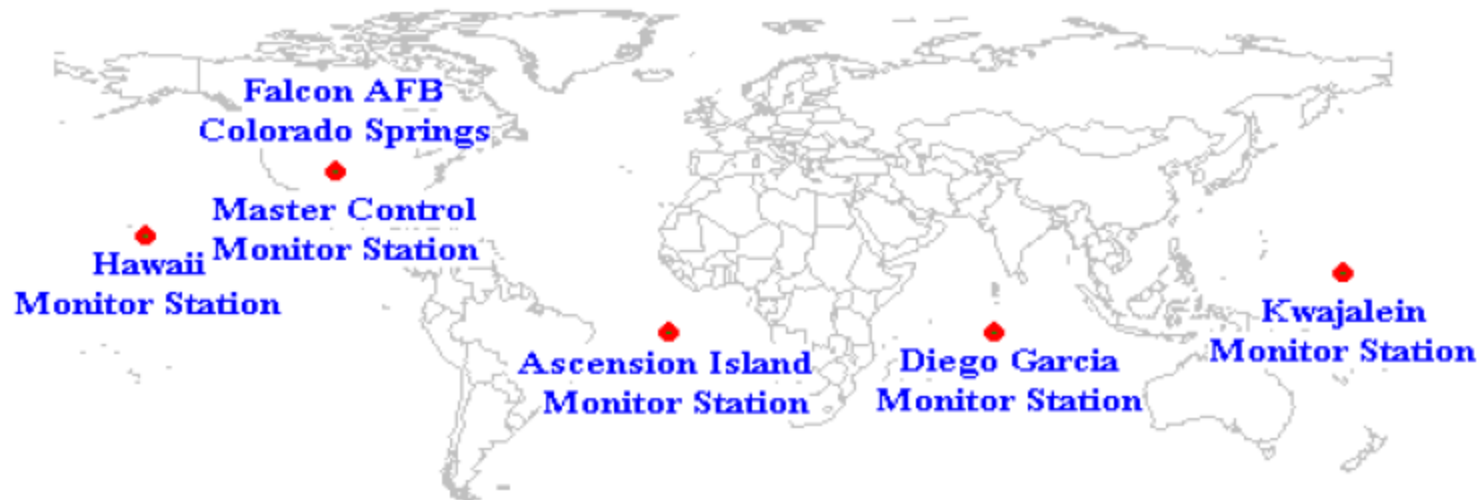 Falcon AFB
Colorado Springs
Master Control
Monitor Station
Hawaii
Monitor Station
Ascension Island
Monitor Station
Diego Garcia
Monitor Station
Kwajalein
Monitor Station